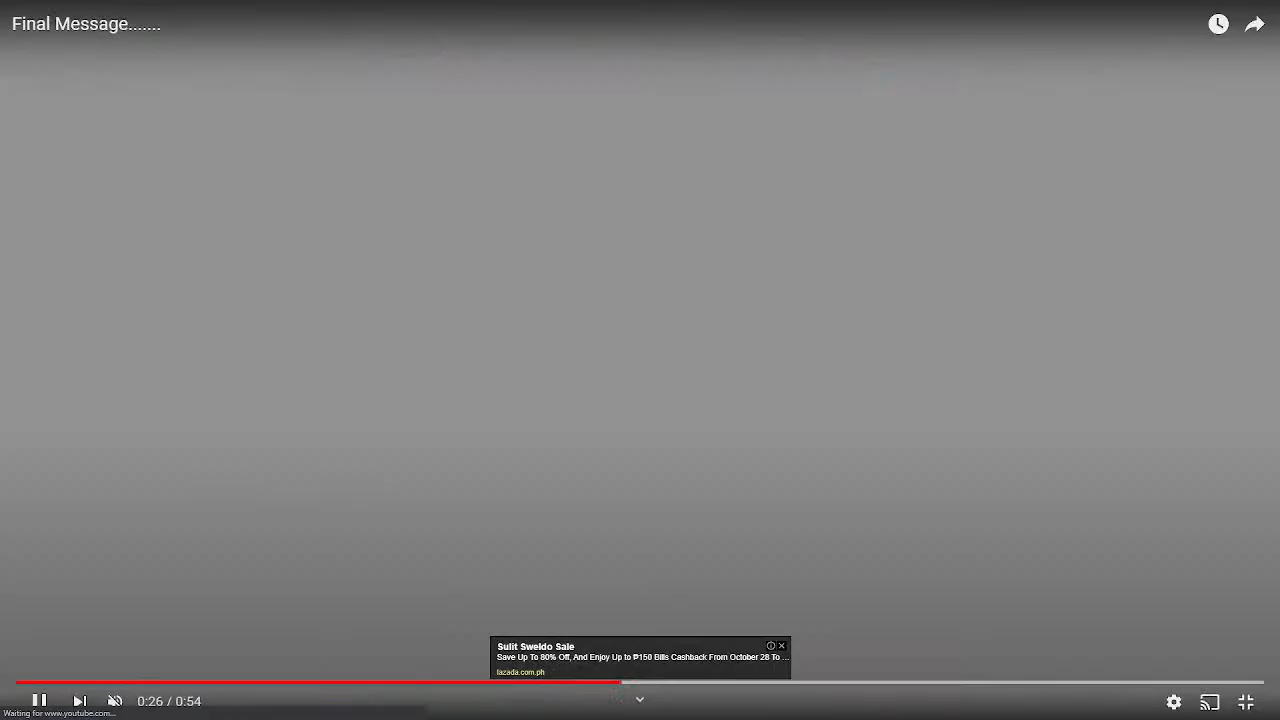 Final Message.......
Sulit Sweldo Sale
Save Up To 80% Off, And Enjoy Up to ₱150 Bills Cashback From October 28 To ...
lazada.com.ph
0:26 / 0:54
Waiting for www.youtube.com...